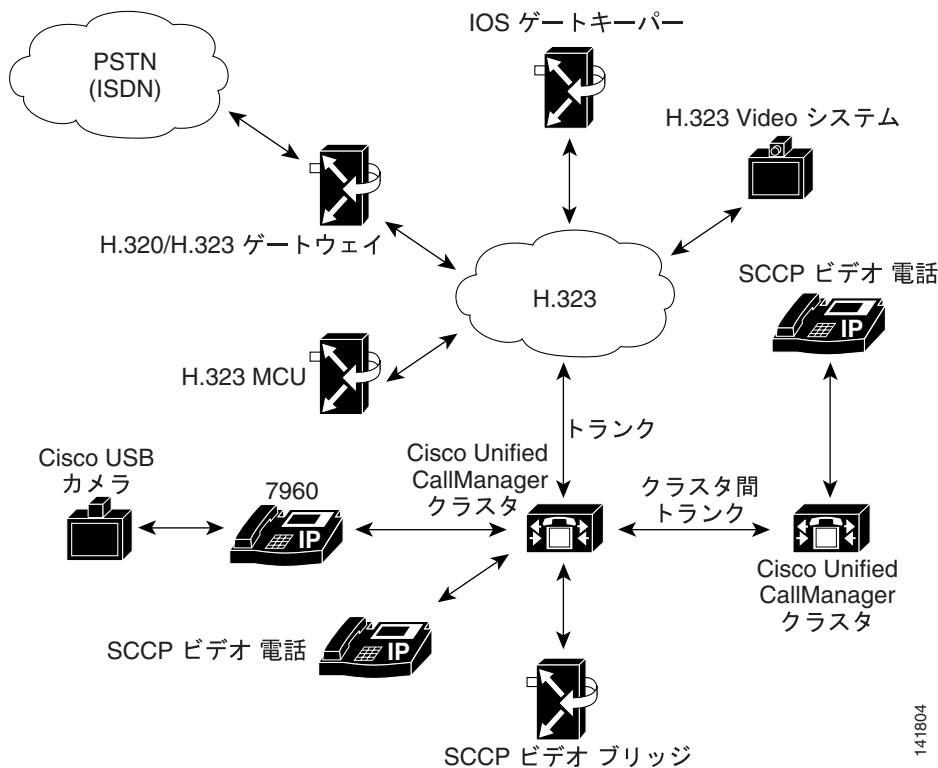 IOS ゲートキーパー
PSTN
(ISDN)
H.323 Video システム
H.320/H.323 ゲートウェイ
H.323
SCCP ビデオ 電話
IP
H.323 MCU
トランク
Cisco USB
カメラ
7960
IP
Cisco Unified
CallManager
クラスタ
クラスタ間
トランク
Cisco Unified
CallManager
クラスタ
SCCP ビデオ 電話
IP
SCCP ビデオ ブリッジ
141804